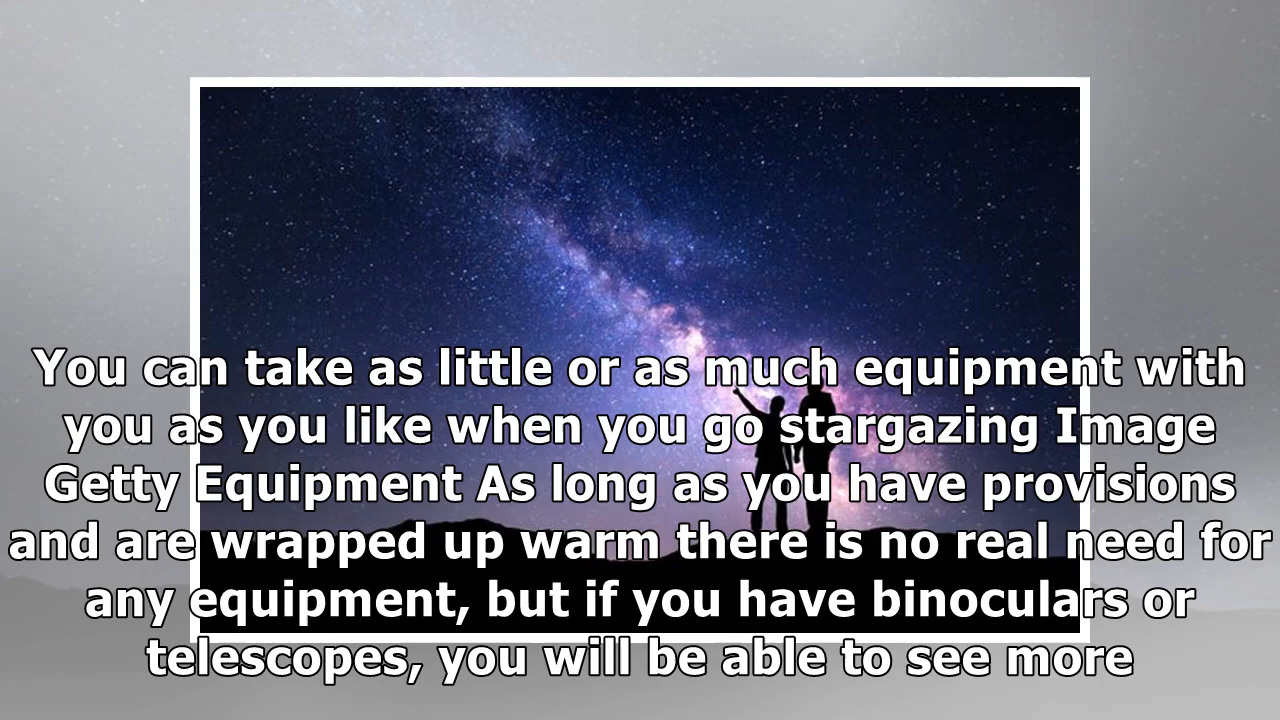 You can take as little or as much equipment with
you as you like when you go stargazing Image
Getty Equipment As long as you have provisions
and are wrapped up warm there is no real need for
any equipment, but if you have binoculars or
telescopes, you will be able to see more